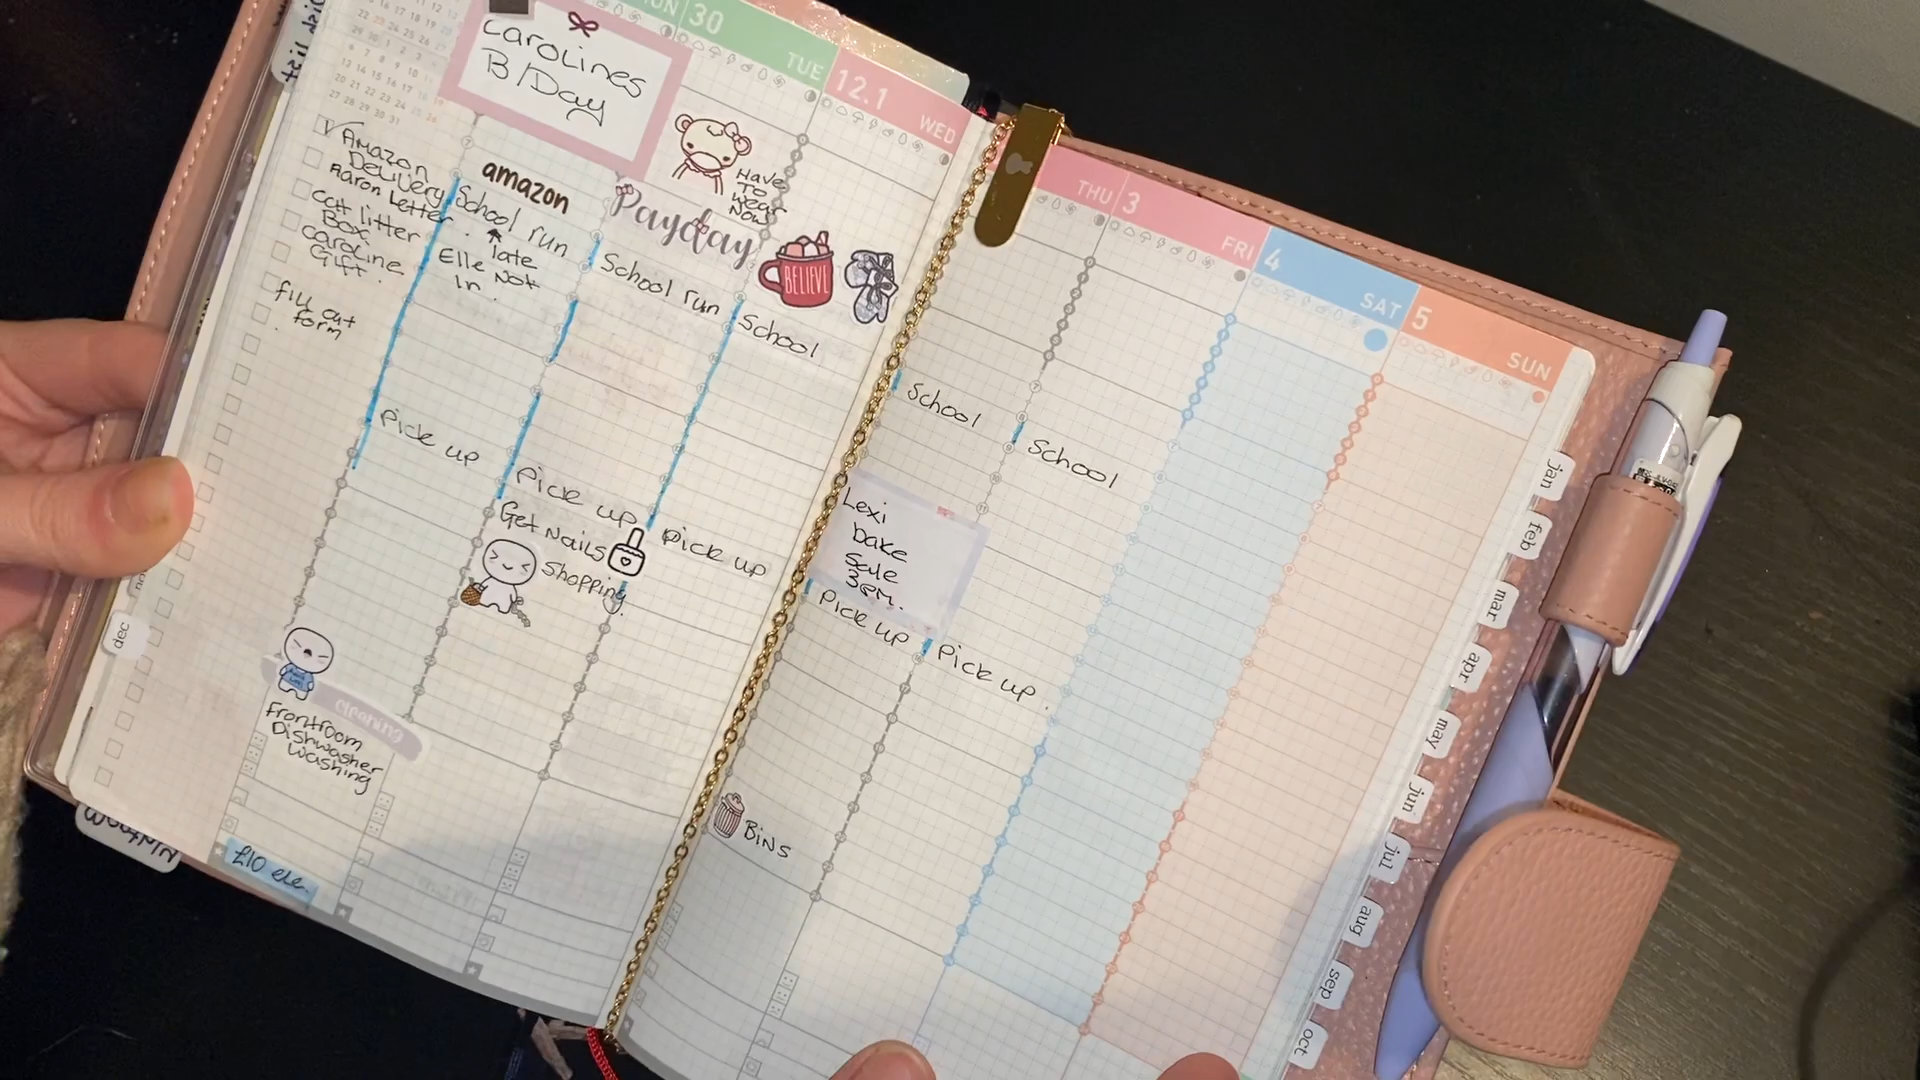 MON
30
TUE
12.1
WED
THU
3
FRI
4
SAT
5
SUN
Carolines
B/Day
Have
To
Wear
Now
amazon
Payday
BELIEVE
Amazon
Delivery
Aaron Letter
Cat litter
Box
Caroline
Gift.
fill out
form
School run
late
Elle Not
In.
Pick up
School run
Pick up
Get Nails
Shopping.
School
Pick up
School
Lexi
bake
Sale
3pm.
Pick up
School
Pick up.
cleaning
Frontroom
Dishwasher
Washing
£10 ele.
Bins
dec
jan
feb
mar
apr
may
jun
jul
aug
sep
oct